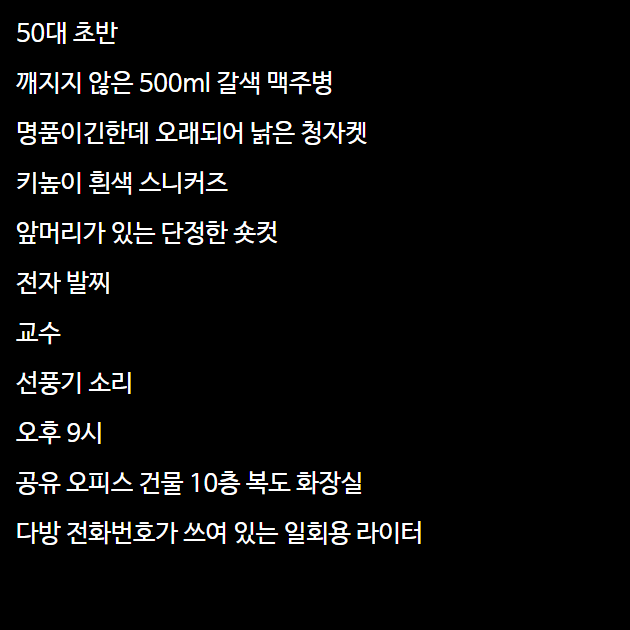 50대 초반
깨지지 않은 500ml 갈색 맥주병
명품이긴한데 오래되어 낡은 청자켓
키높이 흰색 스니커즈
앞머리가 있는 단정한 숏컷
전자 발찌
교수
선풍기 소리
오후 9시
공유 오피스 건물 10층 복도 화장실
다방 전화번호가 쓰여 있는 일회용 라이터